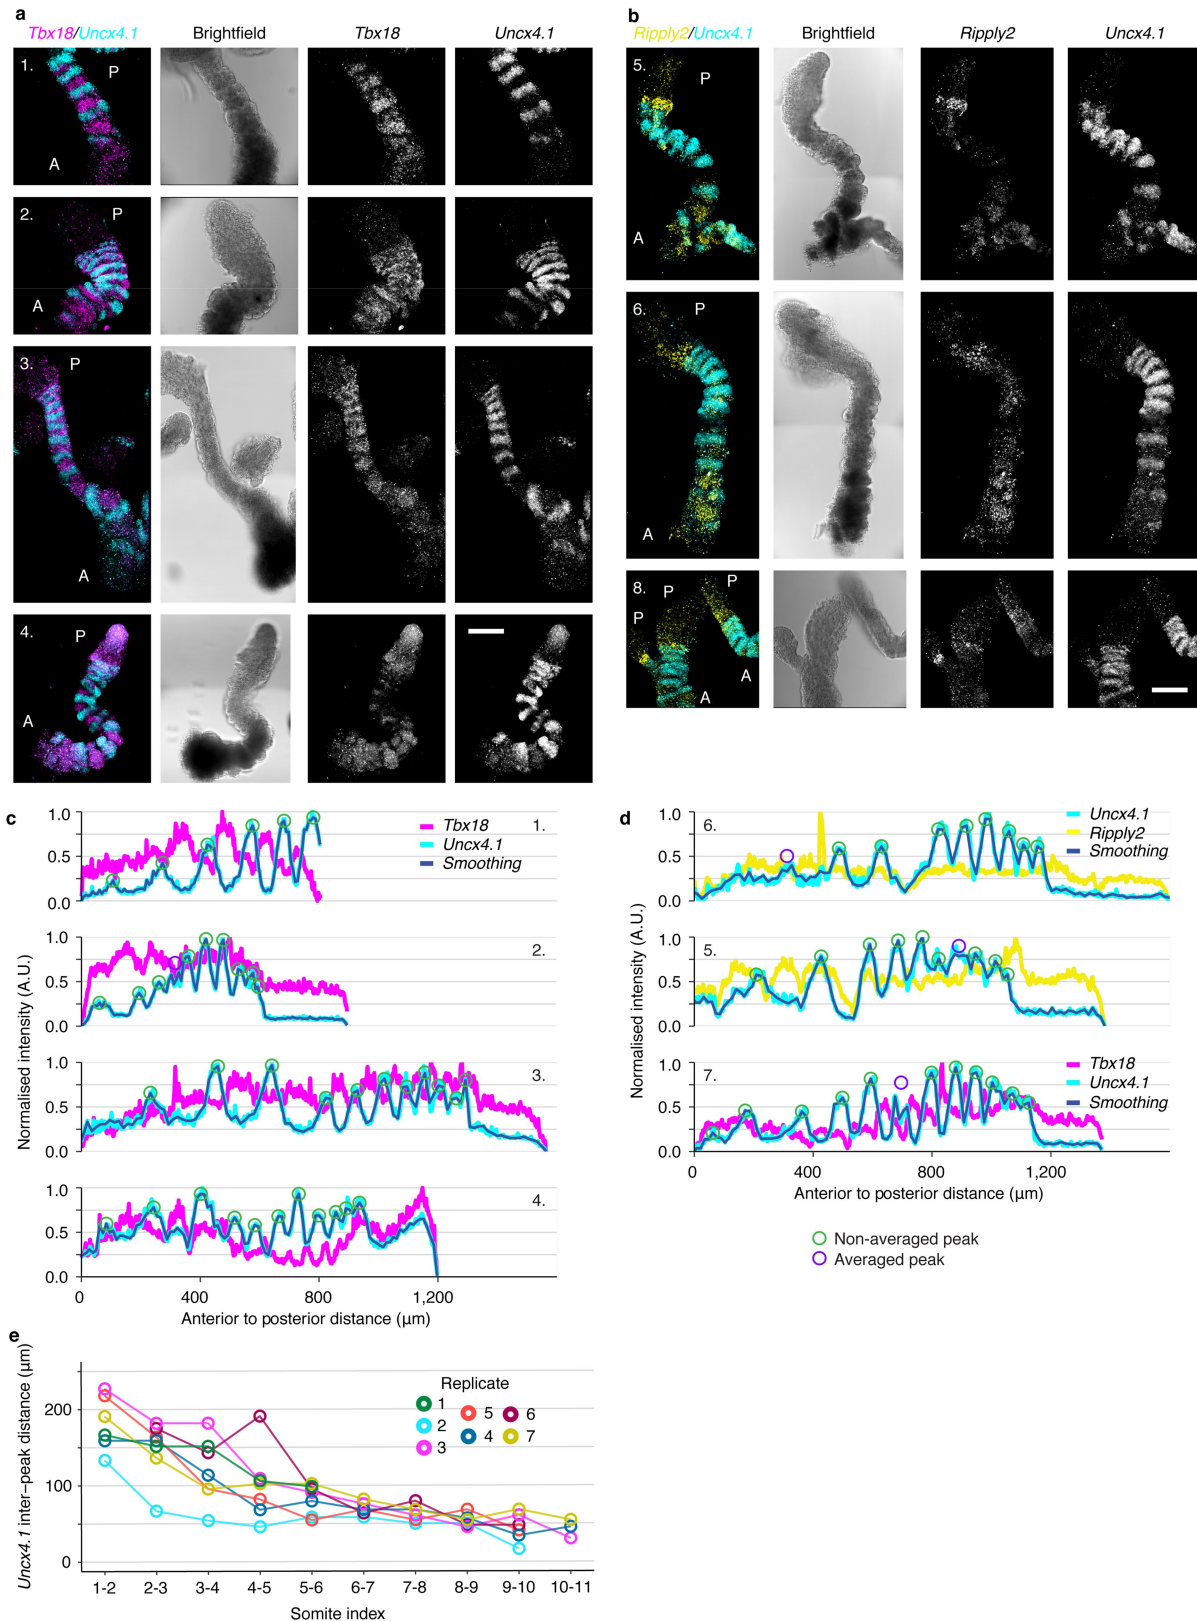 a
Tbx18/Uncx4.1 Brightfield Tbx18 Uncx4.1
1. P A
2. P A
3. P A
4. P A
b
Ripply2/Uncx4.1 Brightfield Ripply2 Uncx4.1
5. P A
6. P A
8. P P A A
c
Normalised intensity (A.U.)
1.0 Tbx18 1.
Uncx4.1
0.5 Smoothing
0.0
1.0 2.
0.5
0.0
1.0 3.
0.5
0.0
1.0 4.
0.5
0.0
0 400 800 1,200
Anterior to posterior distance (µm)
d
Normalised intensity (A.U.)
1.0 6. Uncx4.1
Ripply2
0.5 Smoothing
0.0
1.0 5.
0.5
0.0
1.0 7. Tbx18
Uncx4.1
0.5 Smoothing
0.0
0 400 800 1,200
Anterior to posterior distance (µm)
Non-averaged peak
Averaged peak
e
Uncx4.1 inter–peak distance (µm)
Replicate
1 5 6
2 4 7
3
200
100
0
1-2 2-3 3-4 4-5 5-6 6-7 7-8 8-9 9-10 10-11
Somite index